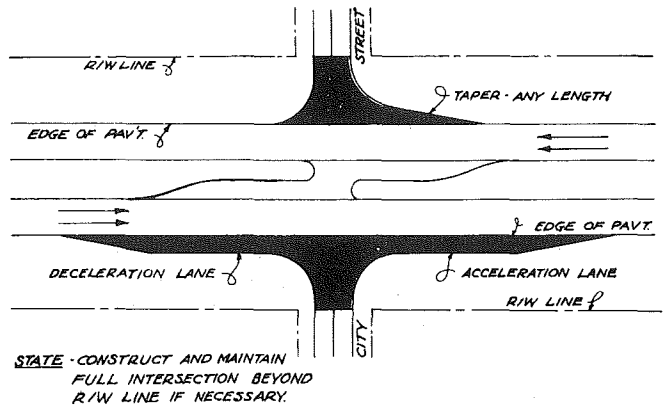 STREET
R/W LINE
TAPER - ANY LENGTH
EDGE OF PAV'T.
EDGE OF PAVT.
DECELERATION LANE
ACCELERATION LANE
R/W LINE
CITY
STATE - CONSTRUCT AND MAINTAIN
FULL INTERSECTION BEYOND
R/W LINE IF NECESSARY.